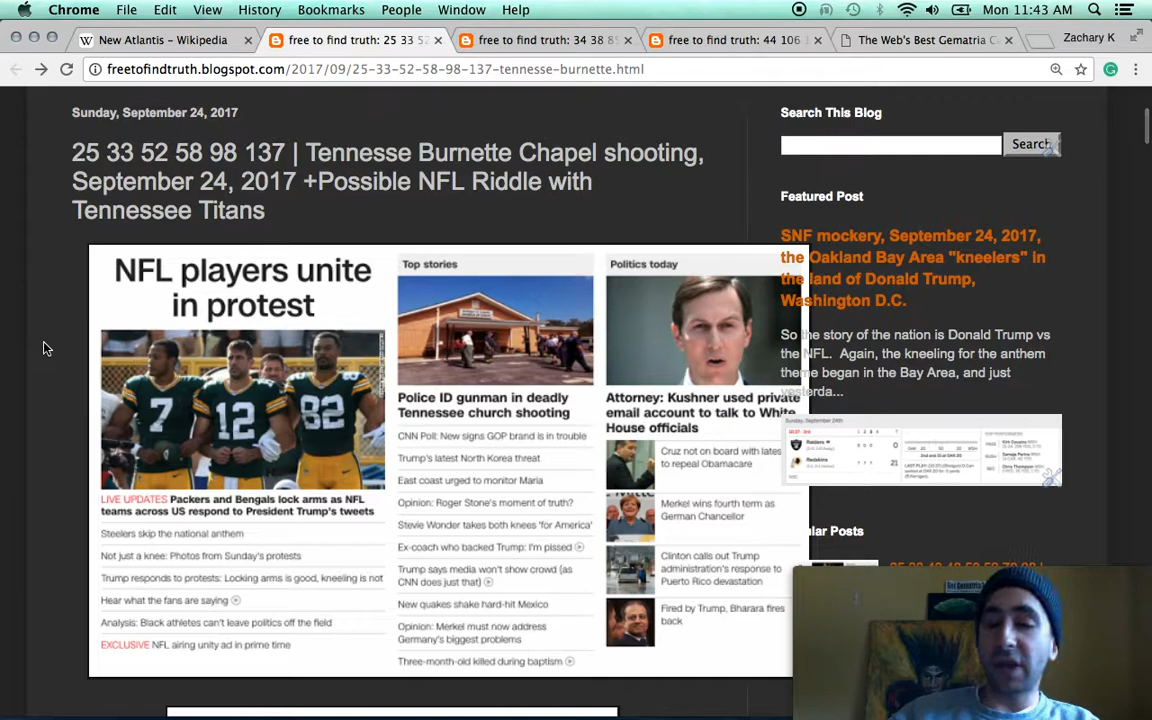 Chrome File Edit View History Bookmarks People Window Help Mon 11:43 AM
New Atlantis - Wikipedia × free to find truth: 25 33 52 × free to find truth: 34 38 85 × free to find truth: 44 106 × The Web's Best Gematria Ca × Zachary K
freetofindtruth.blogspot.com/2017/09/25-33-52-58-98-137-tennesse-burnette.html
Sunday, September 24, 2017
25 33 52 58 98 137 | Tennesse Burnette Chapel shooting,
September 24, 2017 +Possible NFL Riddle with
Tennessee Titans
NFL players unite
in protest
LIVE UPDATES Packers and Bengals lock arms as NFL
teams across US respond to President Trump's tweets
Steelers skip the national anthem
Not just a knee: Photos from Sunday's protests
Trump responds to protests: Locking arms is good, kneeling is not
Hear what the fans are saying
Analysis: Black athletes can't leave politics off the field
EXCLUSIVE NFL airing unity ad in prime time
Top stories
Police ID gunman in deadly
Tennessee church shooting
CNN Poll: New signs GOP brand is in trouble
Trump's latest North Korea threat
East coast urged to monitor Maria
Opinion: Roger Stone's moment of truth?
Stevie Wonder takes both knees 'for America'
Ex-coach who backed Trump: I'm pissed
Trump says media won't show crowd (as
CNN does just that)
New quakes shake hard-hit Mexico
Opinion: Merkel must now address
Germany's biggest problems
Three-month-old killed during baptism
Politics today
Attorney: Kushner used private
email account to talk to White
House officials
Cruz not on board with latest
to repeal Obamacare
Merkel wins fourth term as
German Chancellor
Clinton calls out Trump
administration's response to
Puerto Rico devastation
Fired by Trump, Bharara fires
back
Search This Blog
Search
Featured Post
SNF mockery, September 24, 2017,
the Oakland Bay Area "kneelers" in
the land of Donald Trump,
Washington D.C.
So the story of the nation is Donald Trump vs
the NFL. Again, the kneeling for the anthem
theme began in the Bay Area, and just
yesterda...
Sunday, September 24th
Raiders 0
Redskins 21
ular Posts